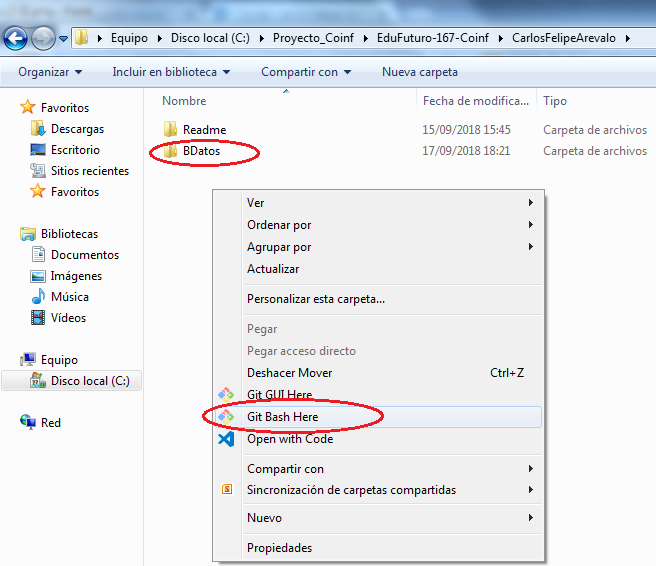 Equipo Disco local (C:) Proyecto_Coinf EduFuturo-167-Coinf CarlosFelipeArevalo
Organizar Incluir en biblioteca Compartir con Nueva carpeta
Favoritos
Descargas
Escritorio
Sitios recientes
Favoritos
Bibliotecas
Documentos
Imágenes
Música
Vídeos
Equipo
Disco local (C:)
Red
Nombre Fecha de modifica... Tipo
Readme 15/09/2018 15:45 Carpeta de archivos
BDatos 17/09/2018 18:21 Carpeta de archivos
Ver
Ordenar por
Agrupar por
Actualizar
Personalizar esta carpeta...
Pegar
Pegar acceso directo
Deshacer Mover Ctrl+Z
Git GUI Here
Git Bash Here
Open with Code
Compartir con
Sincronización de carpetas compartidas
Nuevo
Propiedades